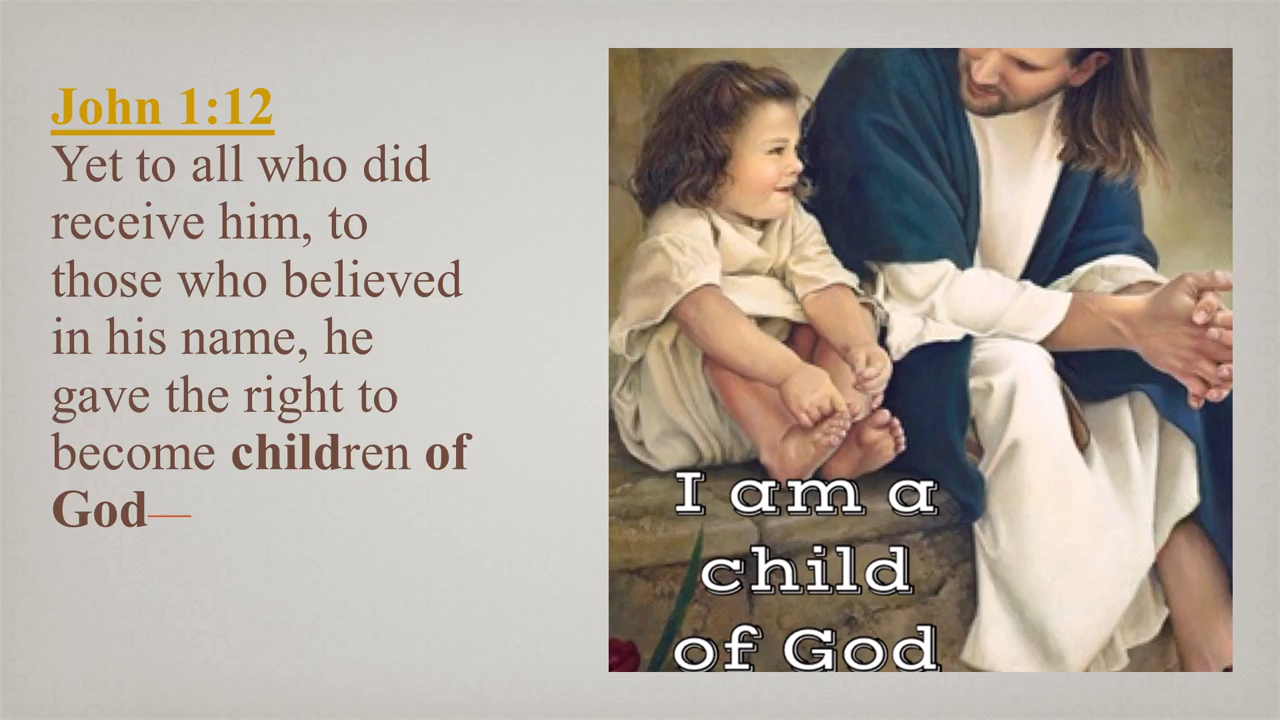 John 1:12
Yet to all who did
receive him, to
those who believed
in his name, he
gave the right to
become children of
God—
I am a
child
of God